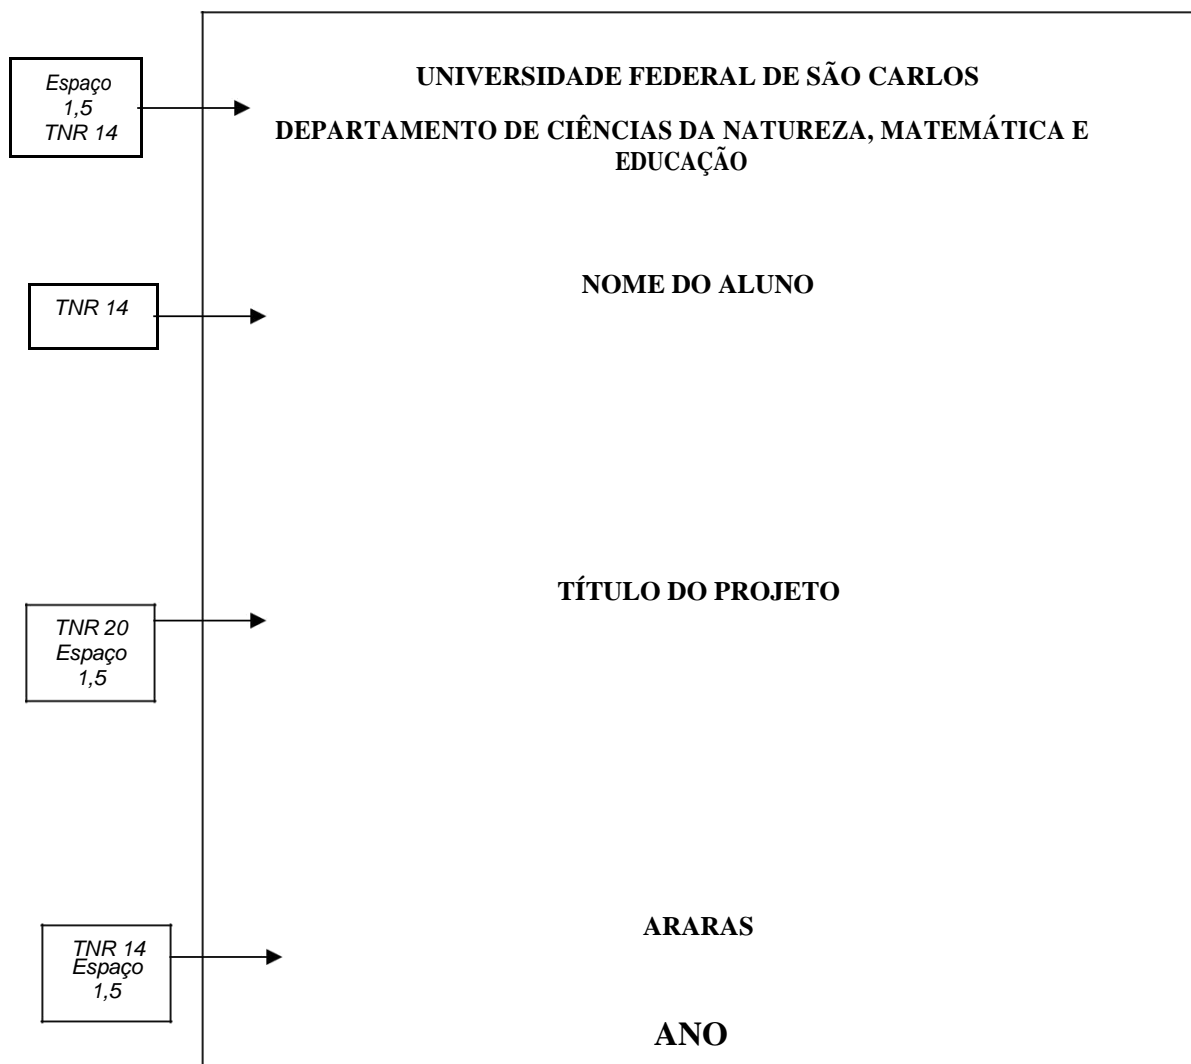 Espaço
1,5
TNR 14
UNIVERSIDADE FEDERAL DE SÃO CARLOS
DEPARTAMENTO DE CIÊNCIAS DA NATUREZA, MATEMÁTICA E
EDUCAÇÃO
TNR 14
NOME DO ALUNO
TNR 20
Espaço
1,5
TÍTULO DO PROJETO
TNR 14
Espaço
1,5
ARARAS
ANO